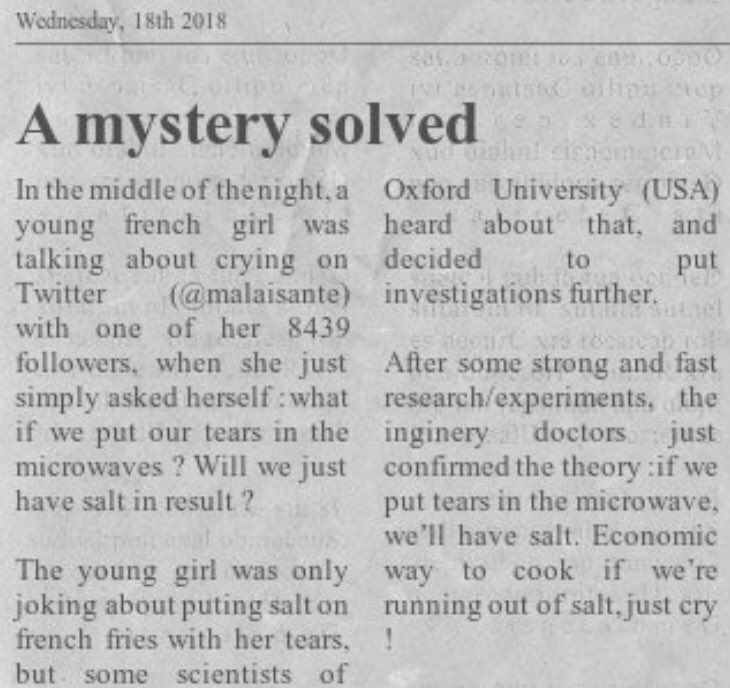 Wednesday, 18th 2018
A mystery solved
In the middle of the night, a
young french girl was
talking about crying on
Twitter (@malaisante)
with one of her 8439
followers, when she just
simply asked herself : what
if we put our tears in the
microwaves ? Will we just
have salt in result ?
The young girl was only
joking about puting salt on
french fries with her tears,
but some scientists of
Oxford University (USA)
heard about that, and
decided to put
investigations further.
After some strong and fast
research/experiments, the
inginery doctors just
confirmed the theory : if we
put tears in the microwave,
we'll have salt. Economic
way to cook if we're
running out of salt, just cry
!